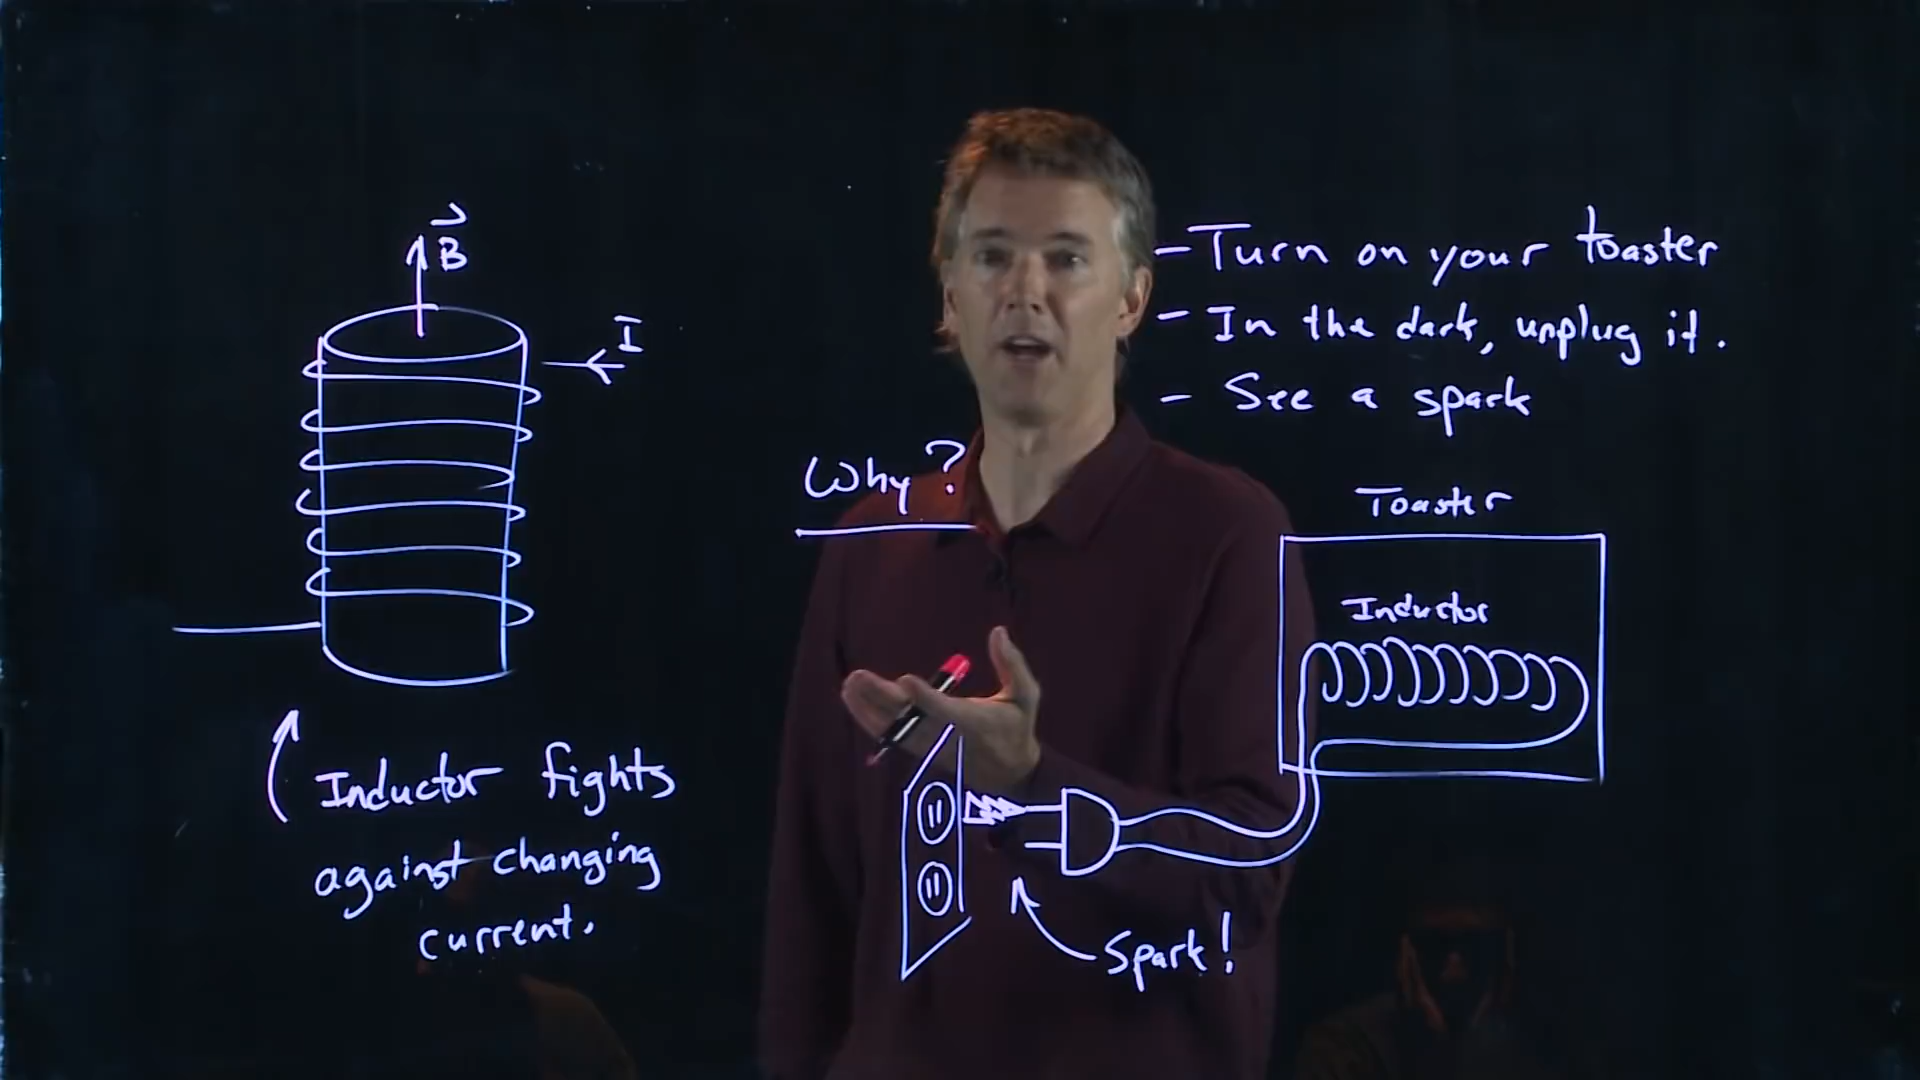 B
I
Inductor fights
against changing
current.
Why?
- Turn on your toaster
- In the dark, unplug it.
- See a spark
Toaster
Inductor
Spark!